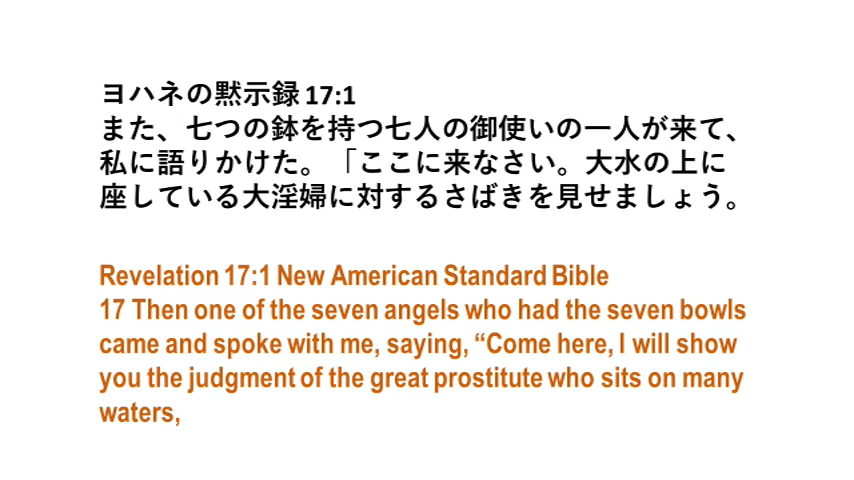 ヨハネの黙示録 17:1
また、七つの鉢を持つ七人の御使いの一人が来て、
私に語りかけた。「ここに来なさい。大水の上に
座している大淫婦に対するさばきを見せましょう。
Revelation 17:1 New American Standard Bible
17 Then one of the seven angels who had the seven bowls
came and spoke with me, saying, “Come here, I will show
you the judgment of the great prostitute who sits on many
waters,